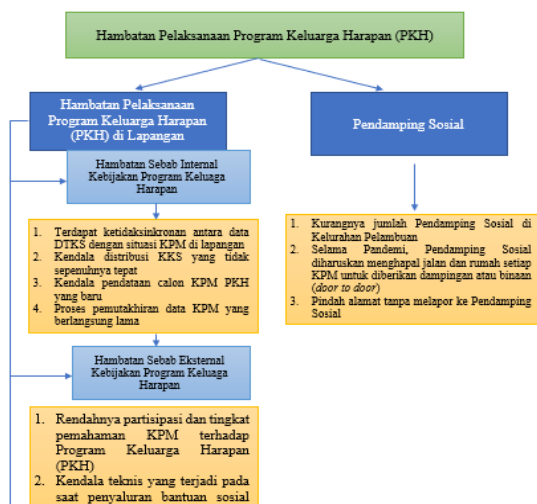 Hambatan Pelaksanaan Program Keluarga Harapan (PKH)
Hambatan Pelaksanaan
Program Keluarga Harapan
(PKH) di Lapangan
Hambatan Sebab Internal
Kebijakan Program Keluaga
Harapan
1. Terdapat ketidaksinkronan antara data
DTKS dengan situasi KPM di lapangan
2. Kendala distribusi KKS yang tidak
sepenuhnya tepat
3. Kendala pendataan calon KPM PKH
yang baru
4. Proses pemutakhiran data KPM yang
berlangsung lama
Hambatan Sebab Eksternal
Kebijakan Program Keluaga
Harapan
1. Rendahnya partisipasi dan tingkat
pemahaman KPM terhadap
Program Keluarga Harapan
(PKH)
2. Kendala teknis yang terjadi pada
saat penyaluran bantuan sosial
Pendamping Sosial
1. Kurangnya jumlah Pendamping Sosial di
Kelurahan Pelambuan
2. Selama Pandemi, Pendamping Sosial
diharuskan menghapal jalan dan rumah setiap
KPM untuk diberikan dampingan atau binaan
(door to door)
3. Pindah alamat tanpa melapor ke Pendamping
Sosial